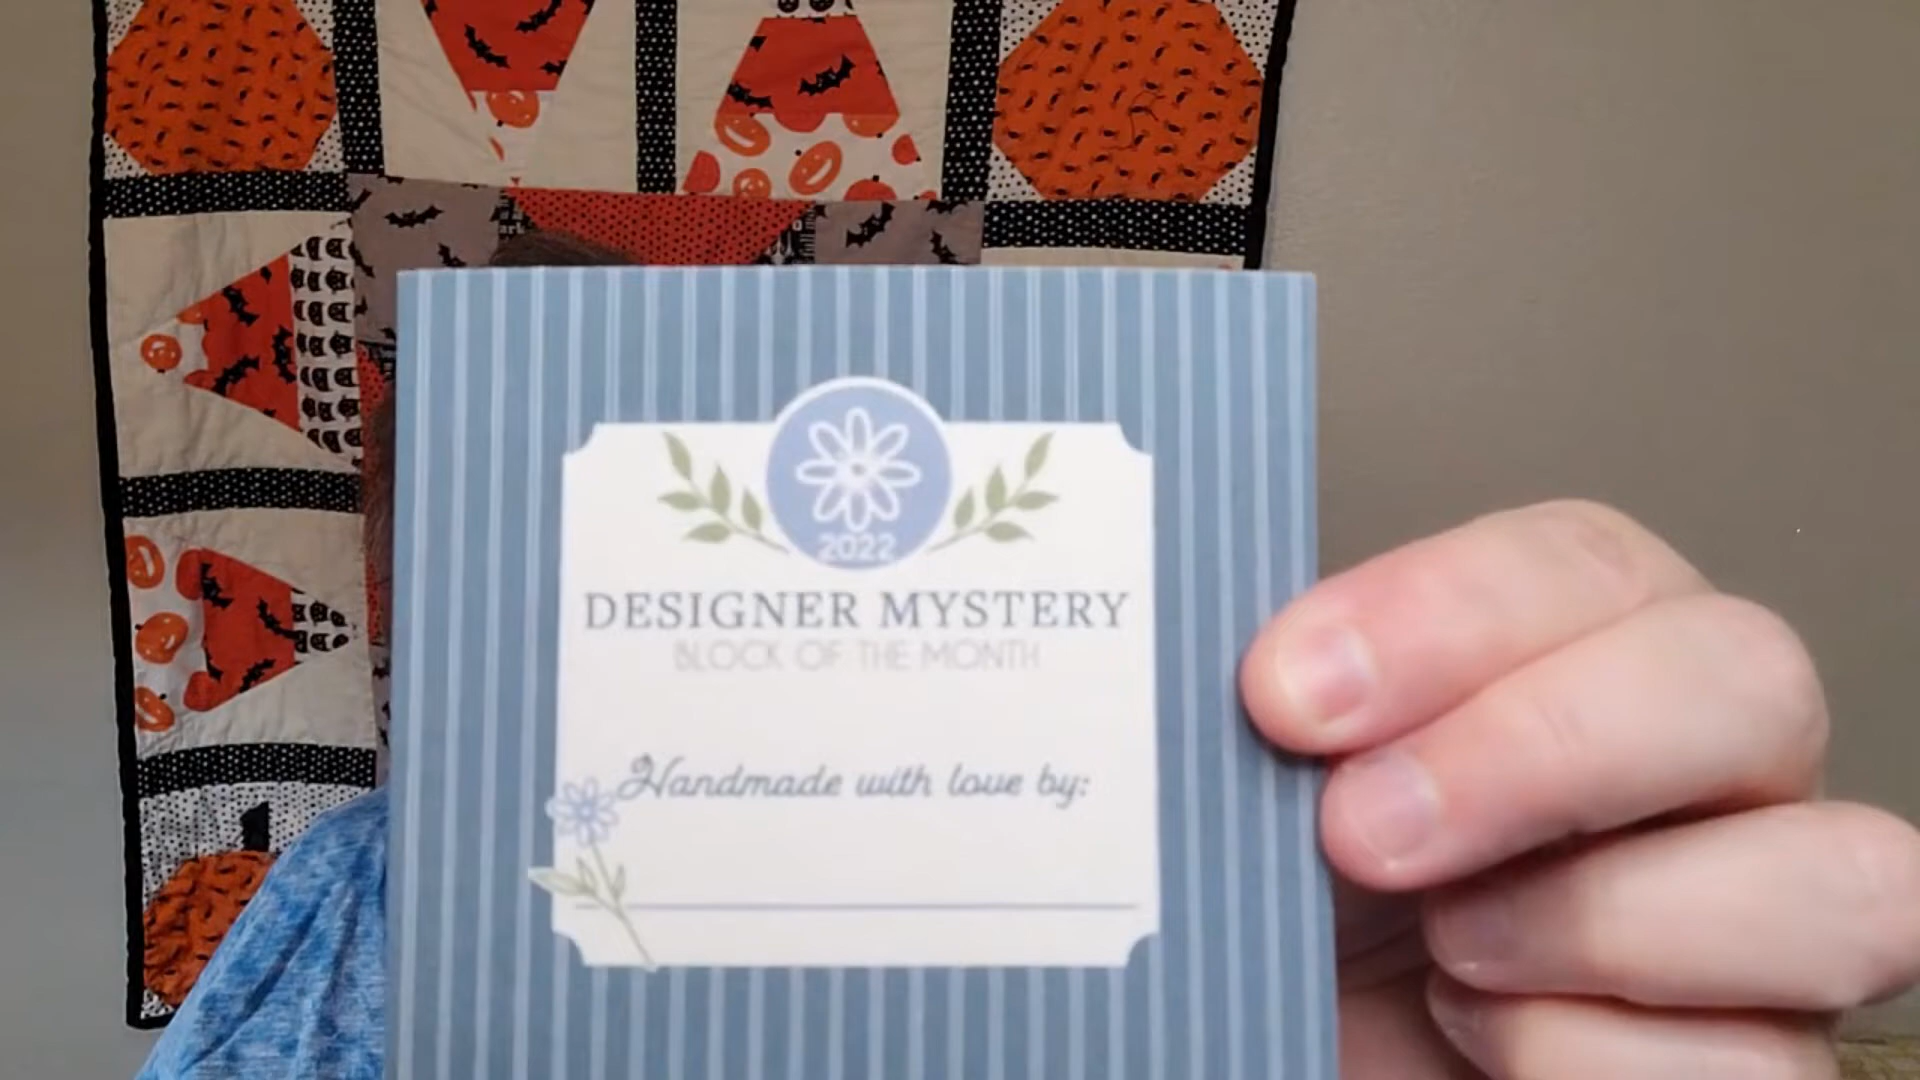 2022
DESIGNER MYSTERY
BLOCK OF THE MONTH
Handmade with love by: